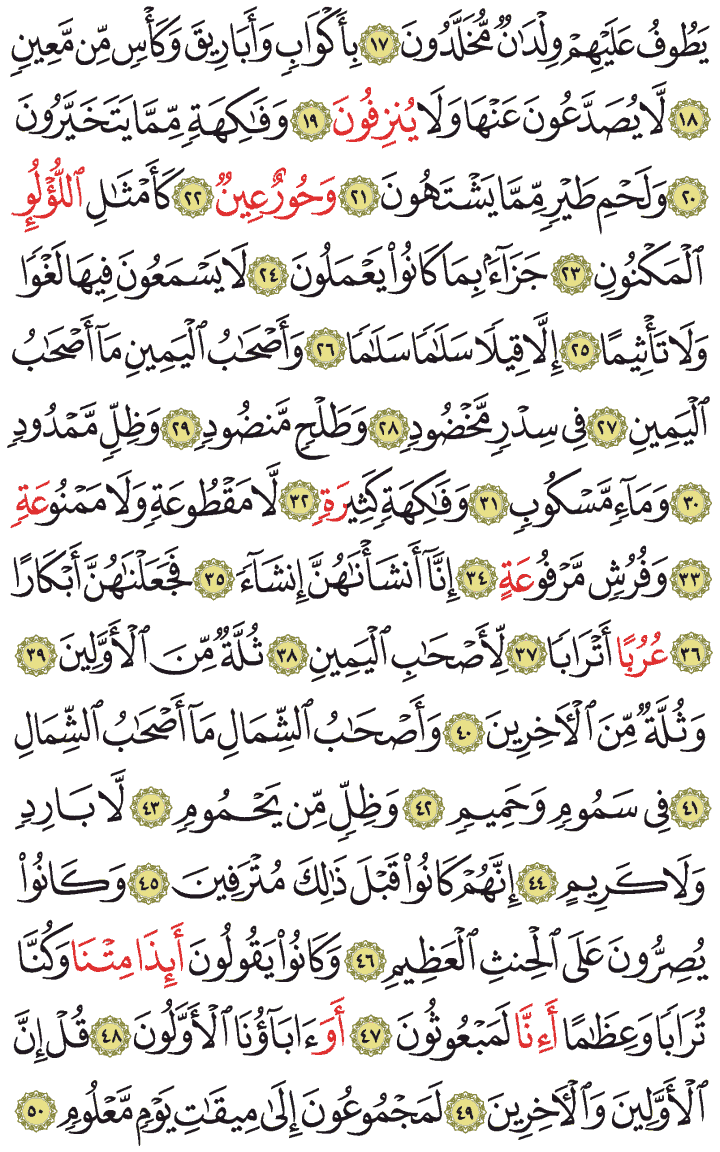 يَطُوفُ عَلَيْهِمْ وِلْدَٰنٌ مُّخَلَّدُونَ ١٧ بِأَكْوَابٍ وَأَبَارِيقَ وَكَأْسٍ مِّن مَّعِينٍ
١٨ لَّا يُصَدَّعُونَ عَنْهَا وَلَا يُنزِفُونَ ١٩ وَفَٰكِهَةٍ مِّمَّا يَتَخَيَّرُونَ
٢٠ وَلَحْمِ طَيْرٍ مِّمَّا يَشْتَهُونَ ٢١ وَحُورٌ عِينٌ ٢٢ كَأَمْثَٰلِ ٱللُّؤْلُوِٕ
ٱلْمَكْنُونِ ٢٣ جَزَآءًۢ بِمَا كَانُوا۟ يَعْمَلُونَ ٢٤ لَا يَسْمَعُونَ فِيهَا لَغْوًا
وَلَا تَأْثِيمًا ٢٥ إِلَّا قِيلًا سَلَٰمًا سَلَٰمًا ٢٦ وَأَصْحَٰبُ ٱلْيَمِينِ مَآ أَصْحَٰبُ
ٱلْيَمِينِ ٢٧ فِى سِدْرٍ مَّخْضُودٍ ٢٨ وَطَلْحٍ مَّنضُودٍ ٢٩ وَظِلٍّ مَّمْدُودٍ
٣٠ وَمَآءٍ مَّسْكُوبٍ ٣١ وَفَٰكِهَةٍ كَثِيرَةٍ ٣٢ لَّا مَقْطُوعَةٍ وَلَا مَمْنُوعَةٍ
٣٣ وَفُرُشٍ مَّرْفُوعَةٍ ٣٤ إِنَّآ أَنشَأْنَٰهُنَّ إِنشَآءً ٣٥ فَجَعَلْنَٰهُنَّ أَبْكَارًا
٣٦ عُرُبًا أَتْرَابًا ٣٧ لِّأَصْحَٰبِ ٱلْيَمِينِ ٣٨ ثُلَّةٌ مِّنَ ٱلْأَوَّلِينَ ٣٩
وَثُلَّةٌ مِّنَ ٱلْأَخِرِينَ ٤٠ وَأَصْحَٰبُ ٱلشِّمَالِ مَآ أَصْحَٰبُ ٱلشِّمَالِ
٤١ فِى سَمُومٍ وَحَمِيمٍ ٤٢ وَظِلٍّ مِّن يَحْمُومٍ ٤٣ لَّا بَارِدٍ
وَلَا كَرِيمٍ ٤٤ إِنَّهُمْ كَانُوا۟ قَبْلَ ذَٰلِكَ مُتْرَفِينَ ٤٥ وَكَانُوا۟
يُصِرُّونَ عَلَى ٱلْحِنثِ ٱلْعَظِيمِ ٤٦ وَكَانُوا۟ يَقُولُونَ أَئِذَا مِتْنَا وَكُنَّا
تُرَابًا وَعِظَٰمًا أَءِنَّا لَمَبْعُوثُونَ ٤٧ أَوَءَابَآؤُنَا ٱلْأَوَّلُونَ ٤٨ قُلْ إِنَّ
ٱلْأَوَّلِينَ وَٱلْأَخِرِينَ ٤٩ لَمَجْمُوعُونَ إِلَىٰ مِيقَٰتِ يَوْمٍ مَّعْلُومٍ ٥٠